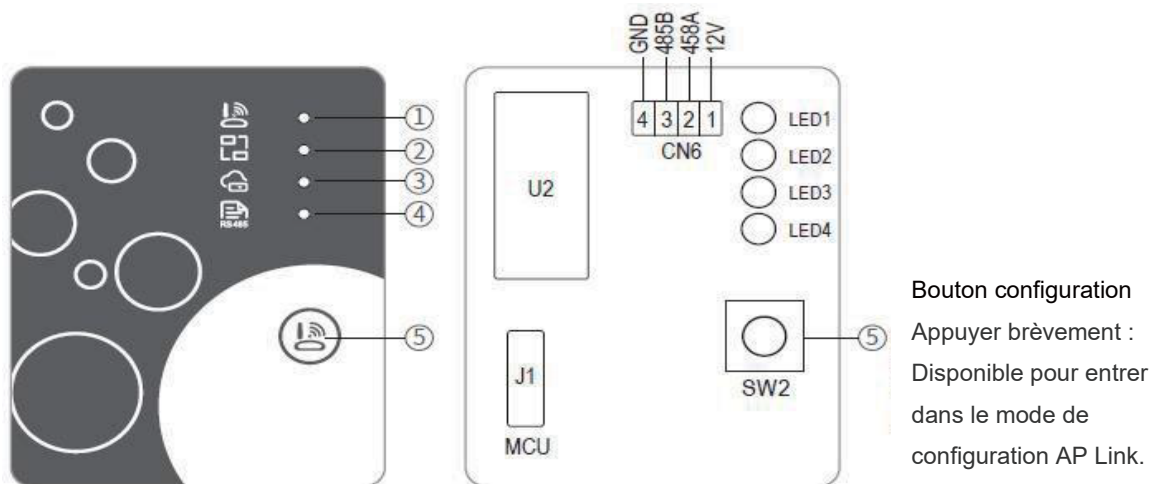 GND
485B
458A
12V
①
②
③
④
RS485
⑤
4 3 2 1
CN6
LED1
LED2
LED3
LED4
U2
J1
MCU
⑤
SW2
Bouton configuration
Appuyer brèvement :
Disponible pour entrer
dans le mode de
configuration AP Link.